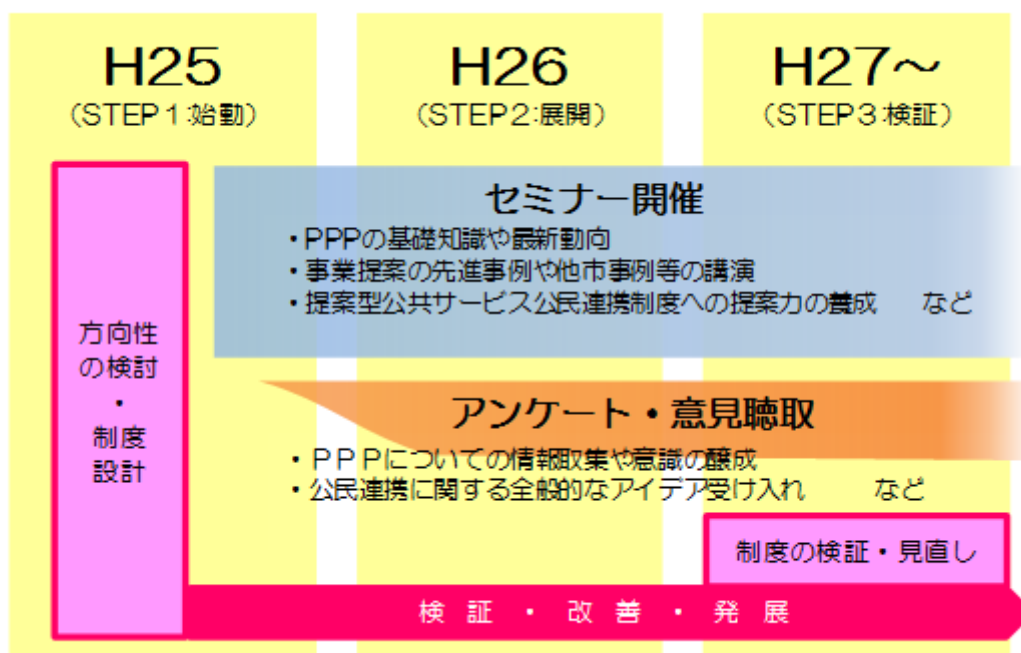 H25
（STEP1:始動）
H26
（STEP2:展開）
H27～
（STEP3:検証）
方向性
の検討
・
制度
設計
セミナー開催
・PPPの基礎知識や最新動向
・事業提案の先進事例や他市事例等の講演
・提案型公共サービス公民連携制度への提案力の養成　など
アンケート・意見聴取
・ＰＰＰについての情報取集や意識の醸成
・公民連携に関する全般的なアイデア受け入れ　など
制度の検証・見直し
検 証 ・ 改 善 ・ 発 展